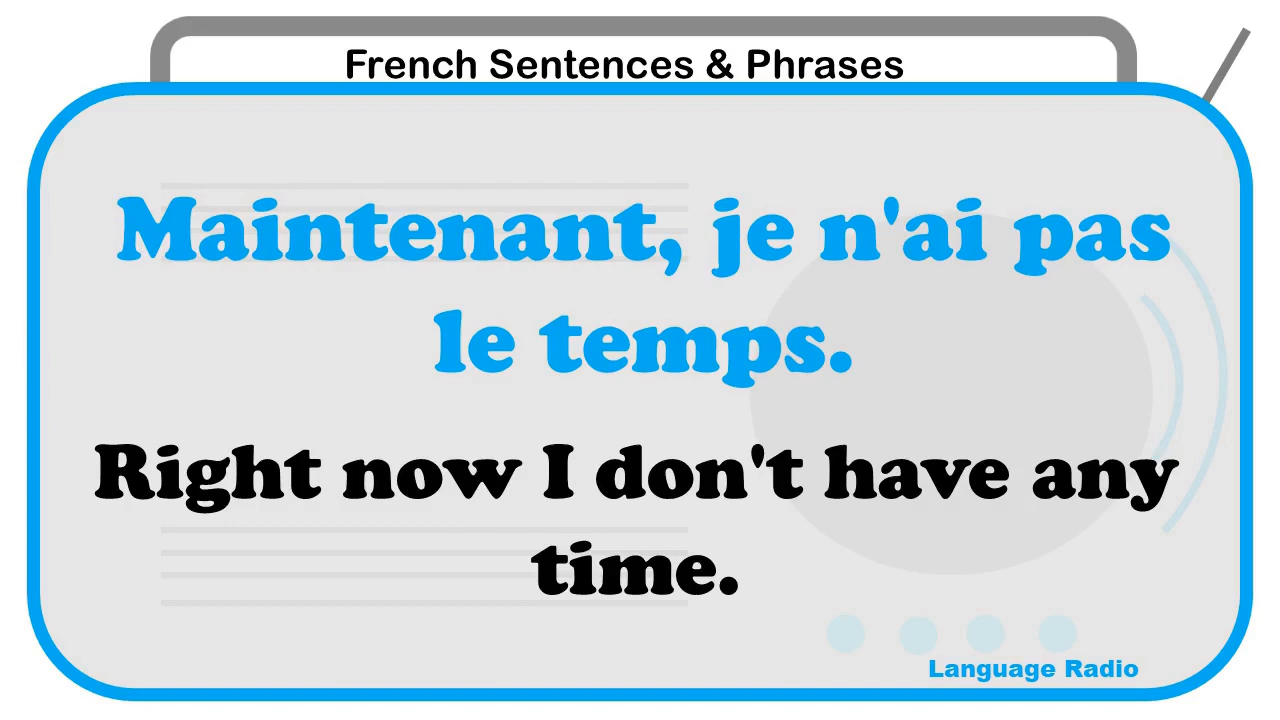 French Sentences & Phrases
Maintenant, je n'ai pas
le temps.
Right now I don't have any
time.
Language Radio